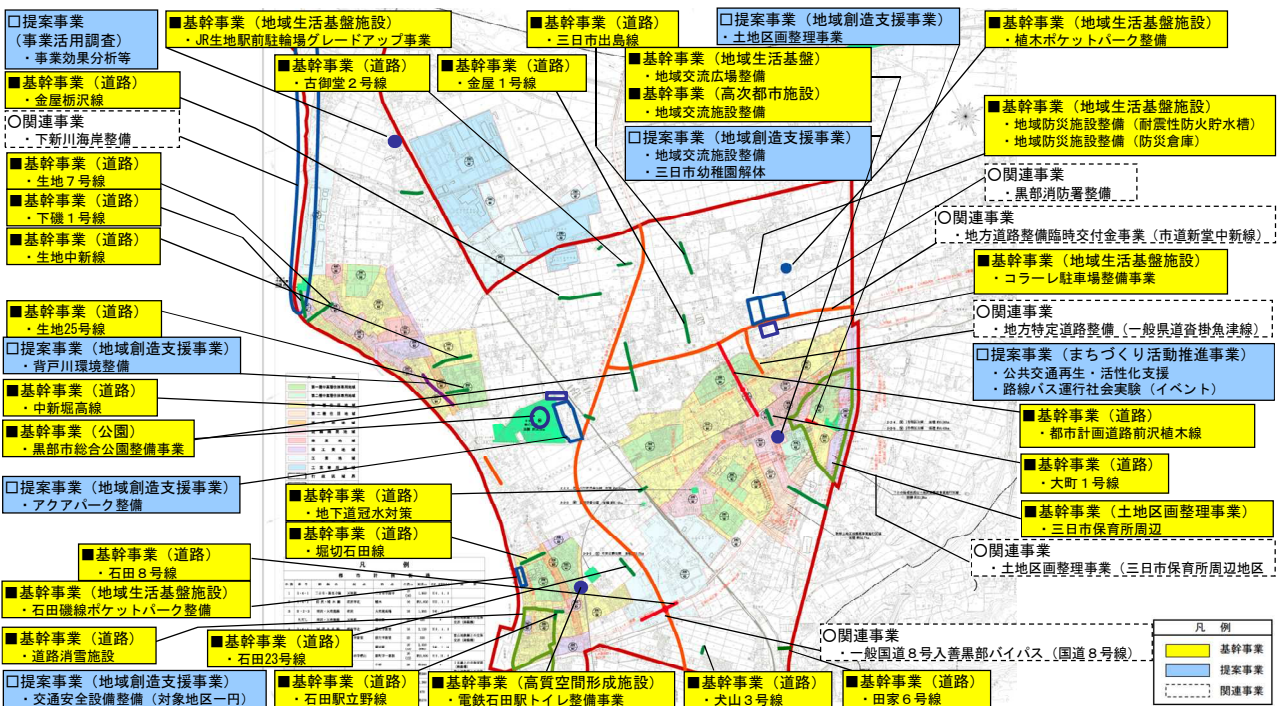 □提案事業
(事業活用調査)
・事業効果分析等
■基幹事業(地域生活基盤施設)
・JR生地駅前駐輪場グレードアップ事業
■基幹事業(道路)
・三日市出島線
□提案事業(地域創造支援事業)
・土地区画整理事業
■基幹事業(地域生活基盤施設)
・植木ポケットパーク整備
■基幹事業(道路)
・古御堂2号線
■基幹事業(道路)
・金屋1号線
■基幹事業(地域生活基盤)
・地域交流広場整備
■基幹事業(高次都市施設)
・地域交流施設整備
□提案事業(地域創造支援事業)
・地域交流施設整備
・三日市幼稚園解体
■基幹事業(道路)
・金屋栃沢線
○関連事業
・下新川海岸整備
■基幹事業(道路)
・生地7号線
■基幹事業(道路)
・下磯1号線
■基幹事業(道路)
・生地中新線
■基幹事業(地域生活基盤施設)
・地域防災施設整備(耐震性防火貯水槽)
・地域防災施設整備(防災倉庫)
○関連事業
・黒部消防署整備
○関連事業
・地方道路整備臨時交付金事業(市道新堂中新線)
■基幹事業(地域生活基盤施設)
・コラーレ駐車場整備事業
■基幹事業(道路)
・生地25号線
□提案事業(地域創造支援事業)
・背戸川環境整備
■基幹事業(道路)
・中新堀高線
■基幹事業(公園)
・黒部市総合公園整備事業
□提案事業(地域創造支援事業)
・アクアパーク整備
○関連事業
・地方特定道路整備(一般県道沓掛魚津線)
□提案事業(まちづくり活動推進事業)
・公共交通再生・活性化支援
・路線バス運行社会実験(イベント)
■基幹事業(道路)
・都市計画道路前沢植木線
■基幹事業(道路)
・大町1号線
■基幹事業(土地区画整理事業)
・三日市保育所周辺
○関連事業
・土地区画整理事業(三日市保育所周辺地区
■基幹事業(道路)
・地下道冠水対策
■基幹事業(道路)
・堀切石田線
■基幹事業(道路)
・石田8号線
■基幹事業(地域生活基盤施設)
・石田磯線ポケットパーク整備
■基幹事業(道路)
・道路消雪施設
■基幹事業(道路)
・石田23号線
□提案事業(地域創造支援事業)
・交通安全設備整備(対象地区一円)
■基幹事業(道路)
・石田駅立野線
■基幹事業(高質空間形成施設)
・電鉄石田駅トイレ整備事業
■基幹事業(道路)
・犬山3号線
■基幹事業(道路)
・田家6号線
○関連事業
・一般国道8号入善黒部バイパス(国道8号線)
凡 例
基幹事業
提案事業
関連事業
凡 例